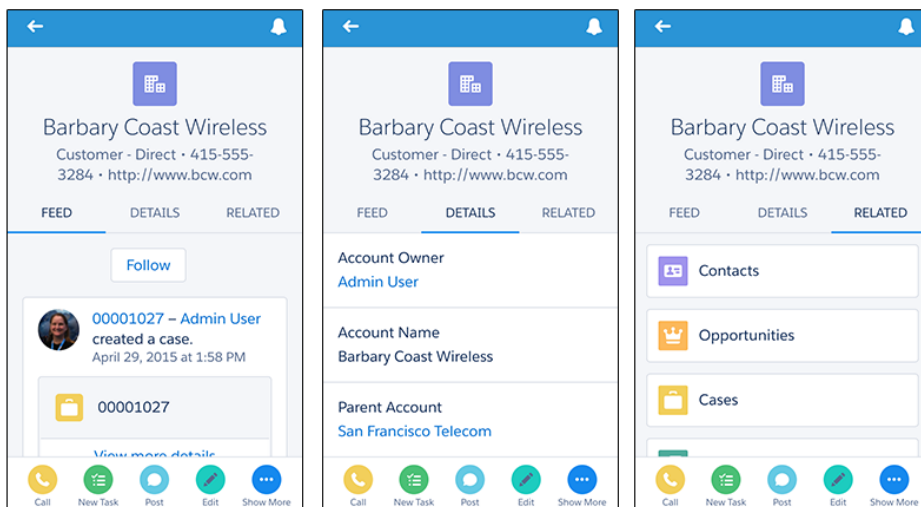 Barbary Coast Wireless
Customer - Direct • 415-555-
3284 • http://www.bcw.com
FEED DETAILS RELATED
Follow
00001027 – Admin User
created a case.
April 29, 2015 at 1:58 PM
00001027
View more details
Call New Task Post Edit Show More
Barbary Coast Wireless
Customer - Direct • 415-555-
3284 • http://www.bcw.com
FEED DETAILS RELATED
Account Owner
Admin User
Account Name
Barbary Coast Wireless
Parent Account
San Francisco Telecom
Call New Task Post Edit Show More
Barbary Coast Wireless
Customer - Direct • 415-555-
3284 • http://www.bcw.com
FEED DETAILS RELATED
Contacts
Opportunities
Cases
Call New Task Post Edit Show More